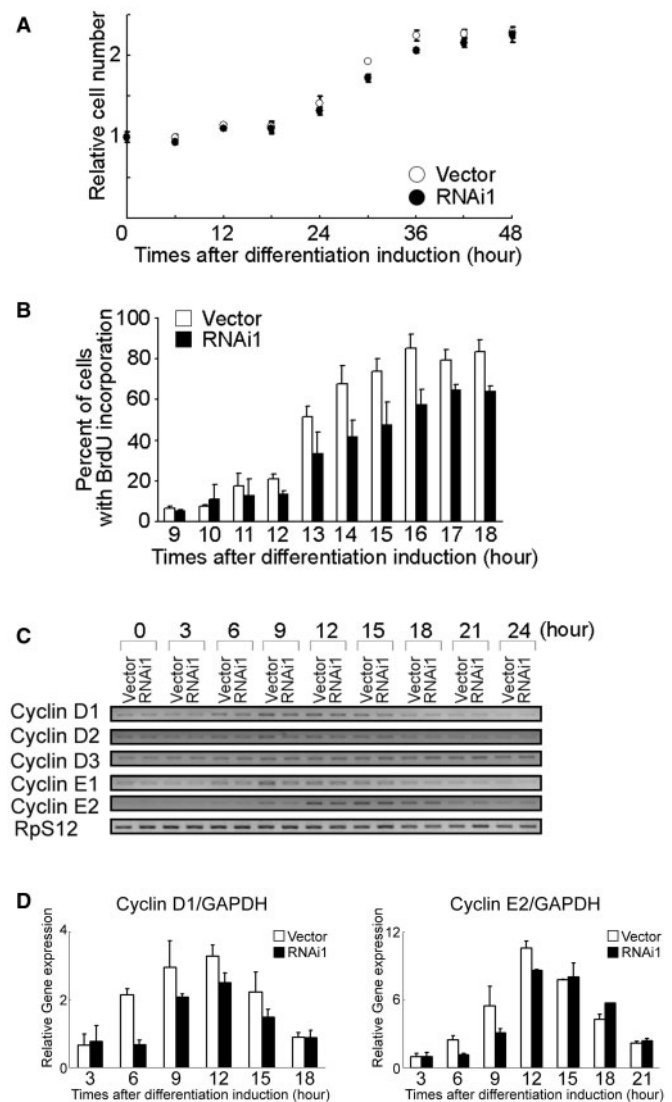 A
Relative cell number
2
1
Vector
RNAi1
0 12 24 36 48
Times after differentiation induction (hour)
B
Percent of cells
with BrdU incorporation
100
80
60
40
20
0
Vector
RNAi1
9 10 11 12 13 14 15 16 17 18
Times after differentiation induction (hour)
C
0 3 6 9 12 15 18 21 24 (hour)
Vector RNAi1 Vector RNAi1 Vector RNAi1 Vector RNAi1 Vector RNAi1 Vector RNAi1 Vector RNAi1 Vector RNAi1 Vector RNAi1
Cyclin D1
Cyclin D2
Cyclin D3
Cyclin E1
Cyclin E2
RpS12
D
Cyclin D1/GAPDH
Relative Gene expression
4
2
0
Vector
RNAi1
3 6 9 12 15 18
Times after differentiation induction (hour)
Cyclin E2/GAPDH
Relative Gene expression
12
6
0
Vector
RNAi1
3 6 9 12 15 18 21
Times after differentiation induction (hour)